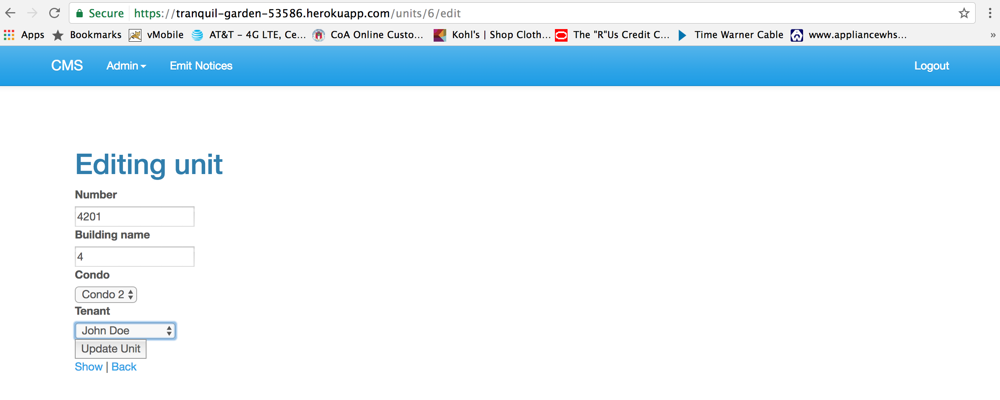 Secure https://tranquil-garden-53586.herokuapp.com/units/6/edit
Apps Bookmarks vMobile AT&T - 4G LTE, Ce... CoA Online Custo... Kohl's | Shop Cloth... The "R"Us Credit C... Time Warner Cable www.appliancewhs... »
CMS Admin Emit Notices Logout
Editing unit
Number
4201
Building name
4
Condo
Condo 2
Tenant
John Doe
Update Unit
Show | Back